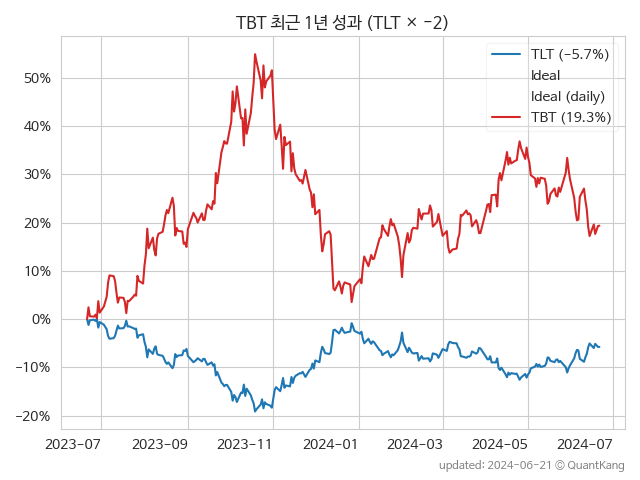 TBT 최근 1년 성과 (TLT × −2)
TLT (−5.7%)
Ideal
Ideal (daily)
TBT (19.3%)
50%
40%
30%
20%
10%
0%
−10%
−20%
2023-07 2023-09 2023-11 2024-01 2024-03 2024-05 2024-07
updated: 2024-06-21 © QuantKang